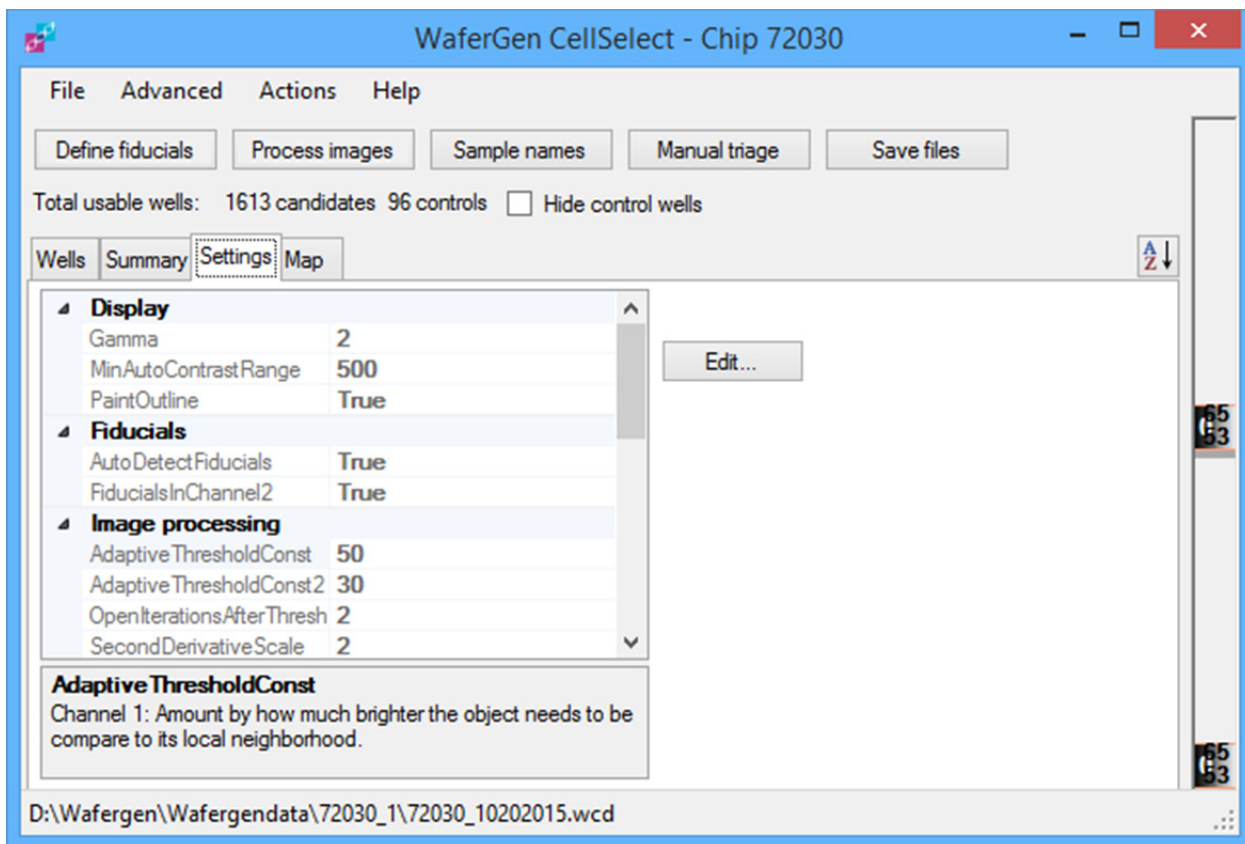 WaferGen CellSelect - Chip 72030
File Advanced Actions Help
Define fiducials Process images Sample names Manual triage Save files
Total usable wells: 1613 candidates 96 controls Hide control wells
Wells Summary Settings Map
A
Z
Display
Gamma 2
MinAutoContrastRange 500
PaintOutline True
Edit...
Fiducials
AutoDetectFiducials True
FiducialsInChannel2 True
Image processing
AdaptiveThresholdConst 50
AdaptiveThresholdConst2 30
OpenIterationsAfterThresh 2
SecondDerivativeScale 2
AdaptiveThresholdConst
Channel 1: Amount by how much brighter the object needs to be
compare to its local neighborhood.
65
53
65
53
D:\Wafergen\Wafergendata\72030_1\72030_10202015.wcd